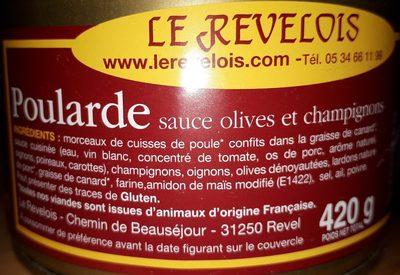 LE REVELOIS
www.lerevelois.com -Tél. 05 34 66 11 99
Poularde sauce olives et champignons
INGRÉDIENTS : morceaux de cuisses de poule* confits dans la graisse de canard*,
sauce cuisinée (eau, vin blanc, concentré de tomate, os de porc, arôme naturel,
oignons, poireaux, carottes), champignons, oignons, olives dénoyautées, lardons nature
porc*, graisse de canard*, farine, amidon de maïs modifié (E1422), sel, ail, poivre.
présenter des traces de Gluten.
Toutes nos viandes sont issues d'animaux d'origine Française.
Le Revelois - Chemin de Beauséjour - 31250 Revel
A consommer de préférence avant la date figurant sur le couvercle
420 g
POIDS NET TOTAL